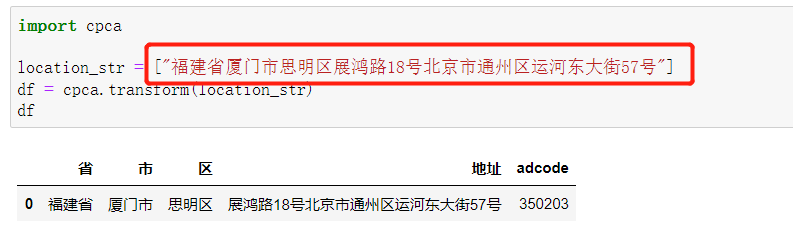 import cpca
location_str = ["福建省厦门市思明区展鸿路18号北京市通州区运河东大街57号"]
df = cpca.transform(location_str)
df
省 市 区 地址 adcode
0 福建省 厦门市 思明区 展鸿路18号北京市通州区运河东大街57号 350203